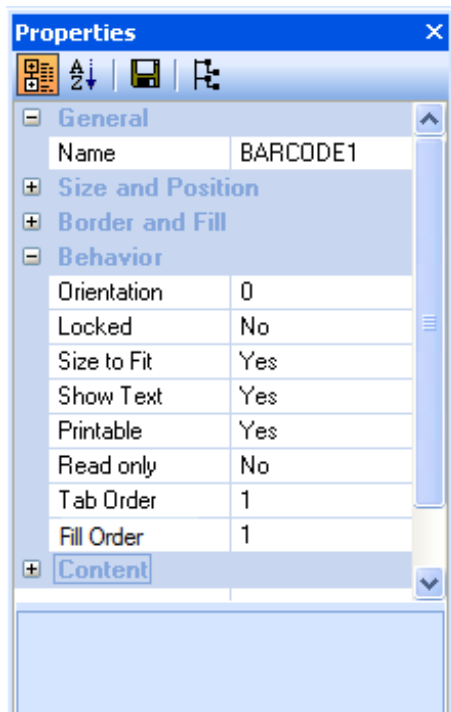 Properties
General
Name BARCODE1
Size and Position
Border and Fill
Behavior
Orientation 0
Locked No
Size to Fit Yes
Show Text Yes
Printable Yes
Read only No
Tab Order 1
Fill Order 1
Content